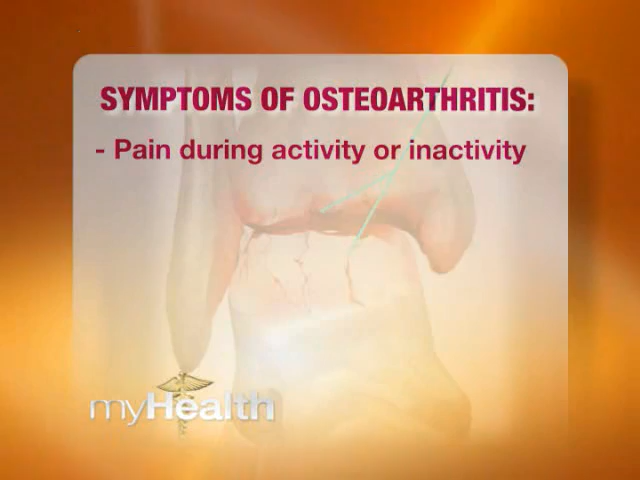 SYMPTOMS OF OSTEOARTHRITIS:
- Pain during activity or inactivity
myHealth